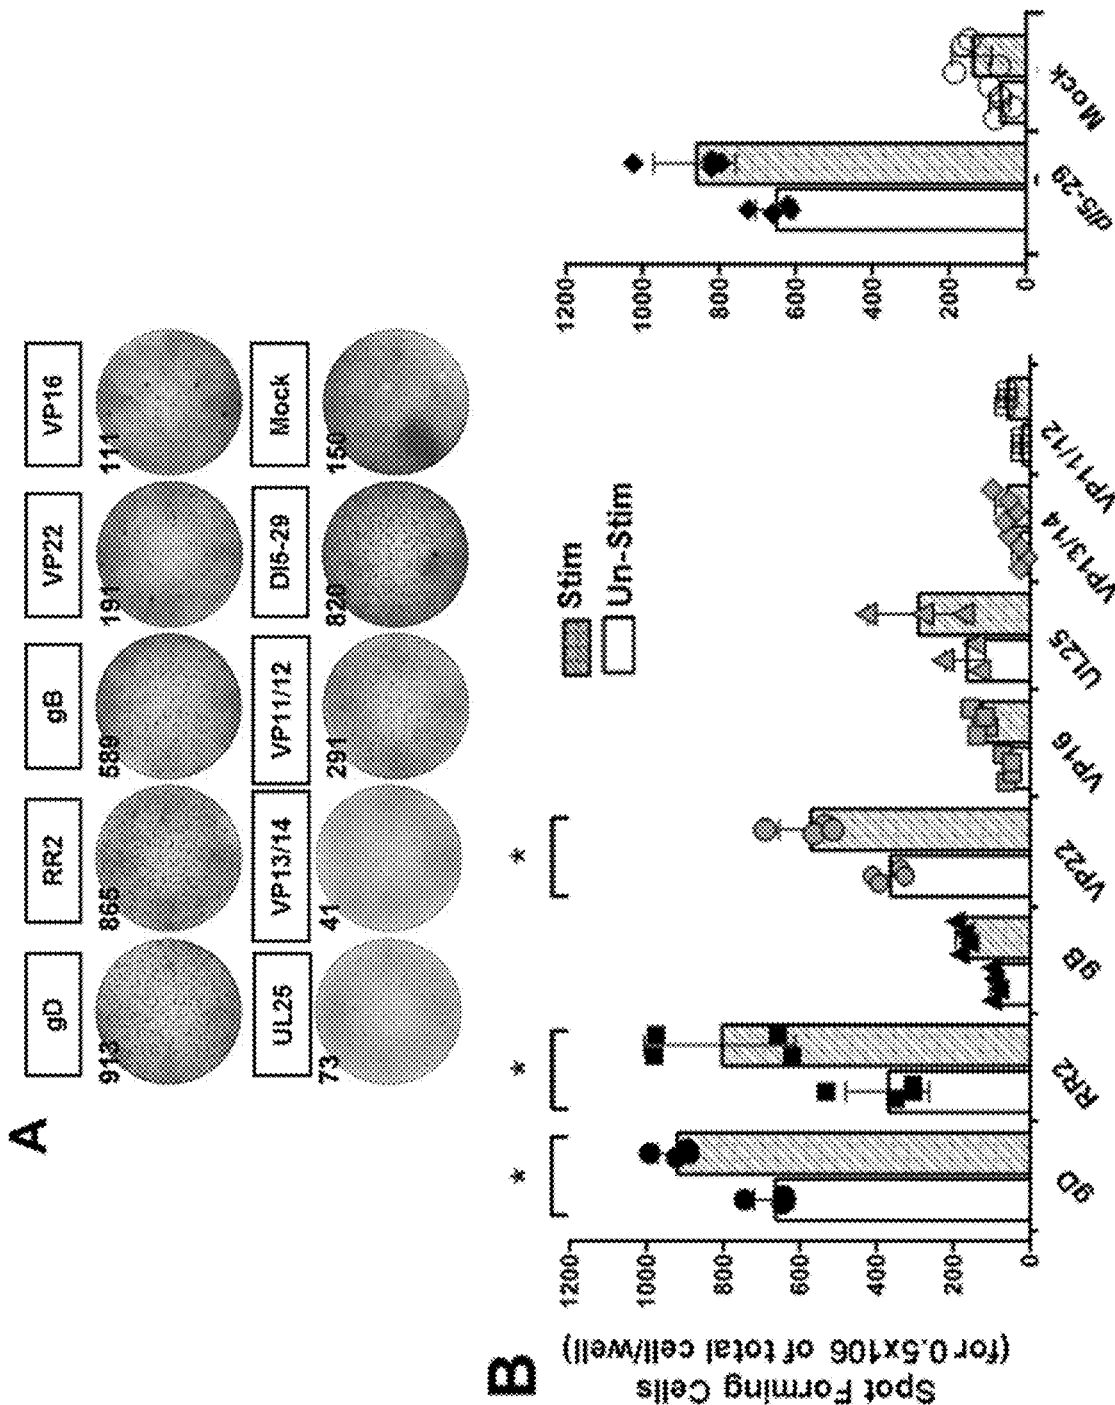 A
gD
RR2
gB
VP22
VP16
913
865
589
191
111
UL25
VP13/14
VP11/12
Dl5-29
Mock
73
41
291
820
150
B
Spot Forming Cells
(for 0.5x106 of total cell/well)
1200
1000
800
600
400
200
0
*
*
*
Stim
Un-Stim
gD
RR2
gB
VP22
VP16
UL25
VP13/14
VP11/12
1200
1000
800
600
400
200
0
dl5-29
Mock